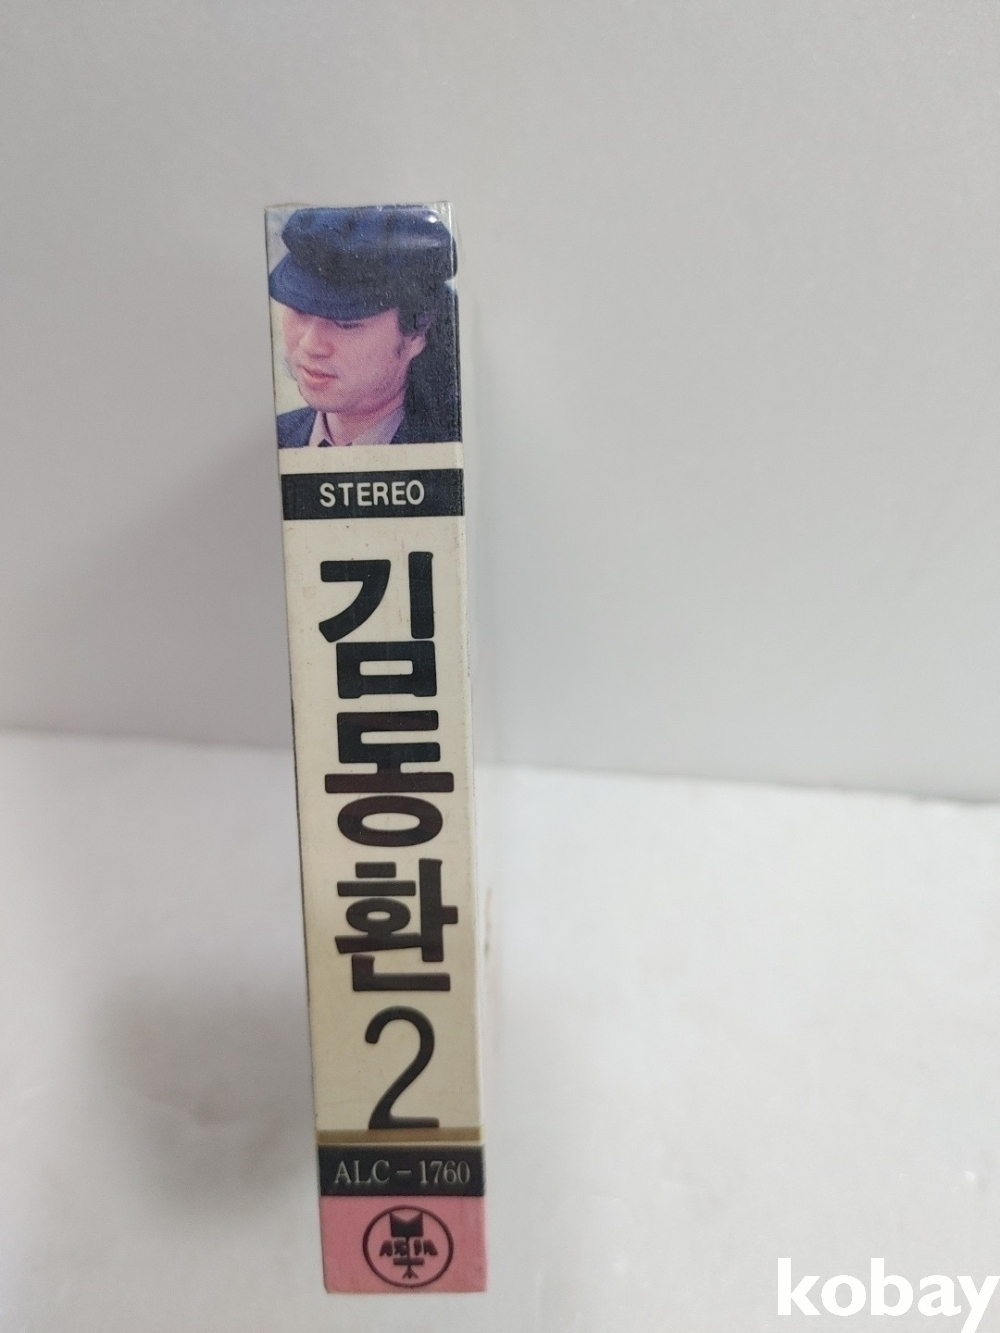 STEREO
김동환
2
ALC-1760
kobay